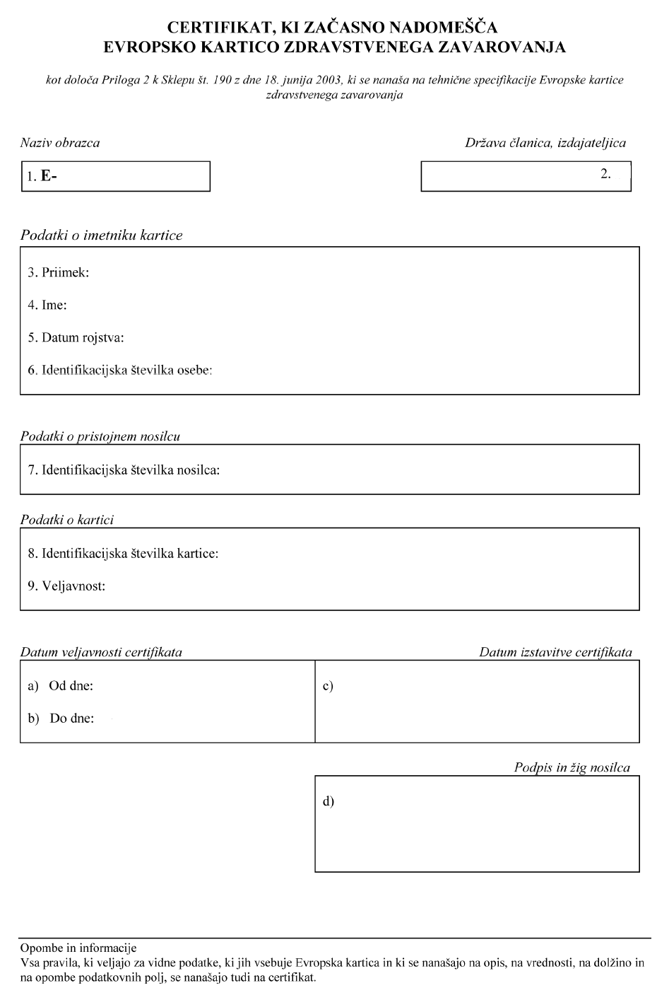 CERTIFIKAT, KI ZAČASNO NADOMEŠČA
EVROPSKO KARTICO ZDRAVSTVENEGA ZAVAROVANJA
kot določa Priloga 2 k Sklepu št. 190 z dne 18. junija 2003, ki se nanaša na tehnične specifikacije Evropske kartice
zdravstvenega zavarovanja
Naziv obrazca
Država članica, izdajateljica
1. E-
2.
Podatki o imetniku kartice
3. Priimek:
4. Ime:
5. Datum rojstva:
6. Identifikacijska številka osebe:
Podatki o pristojnem nosilcu
7. Identifikacijska številka nosilca:
Podatki o kartici
8. Identifikacijska številka kartice:
9. Veljavnost:
Datum veljavnosti certifikata
Datum izstavitve certifikata
a) Od dne:
c)
b) Do dne:
Podpis in žig nosilca
d)
Opombe in informacije
Vsa pravila, ki veljajo za vidne podatke, ki jih vsebuje Evropska kartica in ki se nanašajo na opis, na vrednosti, na dolžino in
na opombe podatkovnih polj, se nanašajo tudi na certifikat.